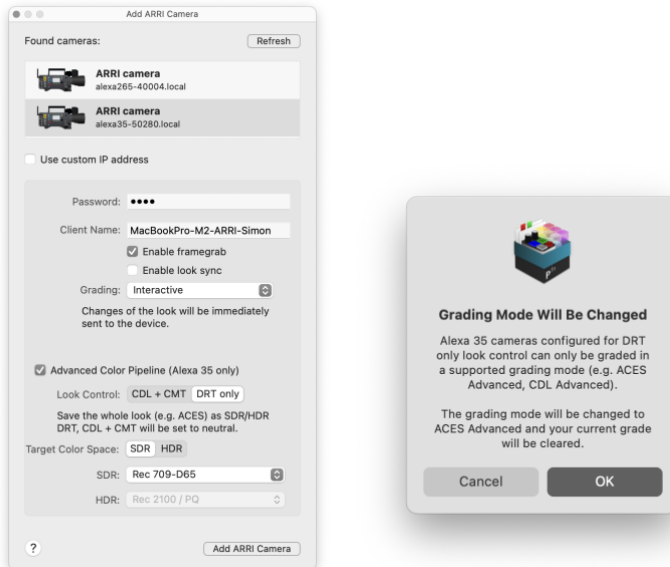 Add ARRI Camera
Found cameras:
Refresh
ARRI camera
alexa265-40004.local
ARRI camera
alexa35-50280.local
Use custom IP address
Password: ••••
Client Name: MacBookPro-M2-ARRI-Simon
Enable framegrab
Enable look sync
Grading: Interactive
Changes of the look will be immediately
sent to the device.
Advanced Color Pipeline (Alexa 35 only)
Look Control: CDL + CMT DRT only
Save the whole look (e.g. ACES) as SDR/HDR
DRT, CDL + CMT will be set to neutral.
Target Color Space: SDR HDR
SDR: Rec 709-D65
HDR: Rec 2100 / PQ
?
Add ARRI Camera
Grading Mode Will Be Changed
Alexa 35 cameras configured for DRT
only look control can only be graded in
a supported grading mode (e.g. ACES
Advanced, CDL Advanced).
The grading mode will be changed to
ACES Advanced and your current grade
will be cleared.
Cancel
OK